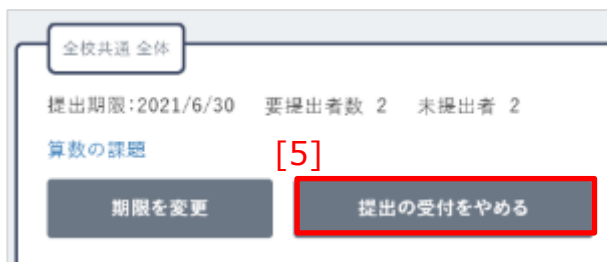 全校共通 全体
提出期限:2021/6/30 要提出者数 2 未提出者 2
算数の課題
[5]
期限を変更 提出の受付をやめる